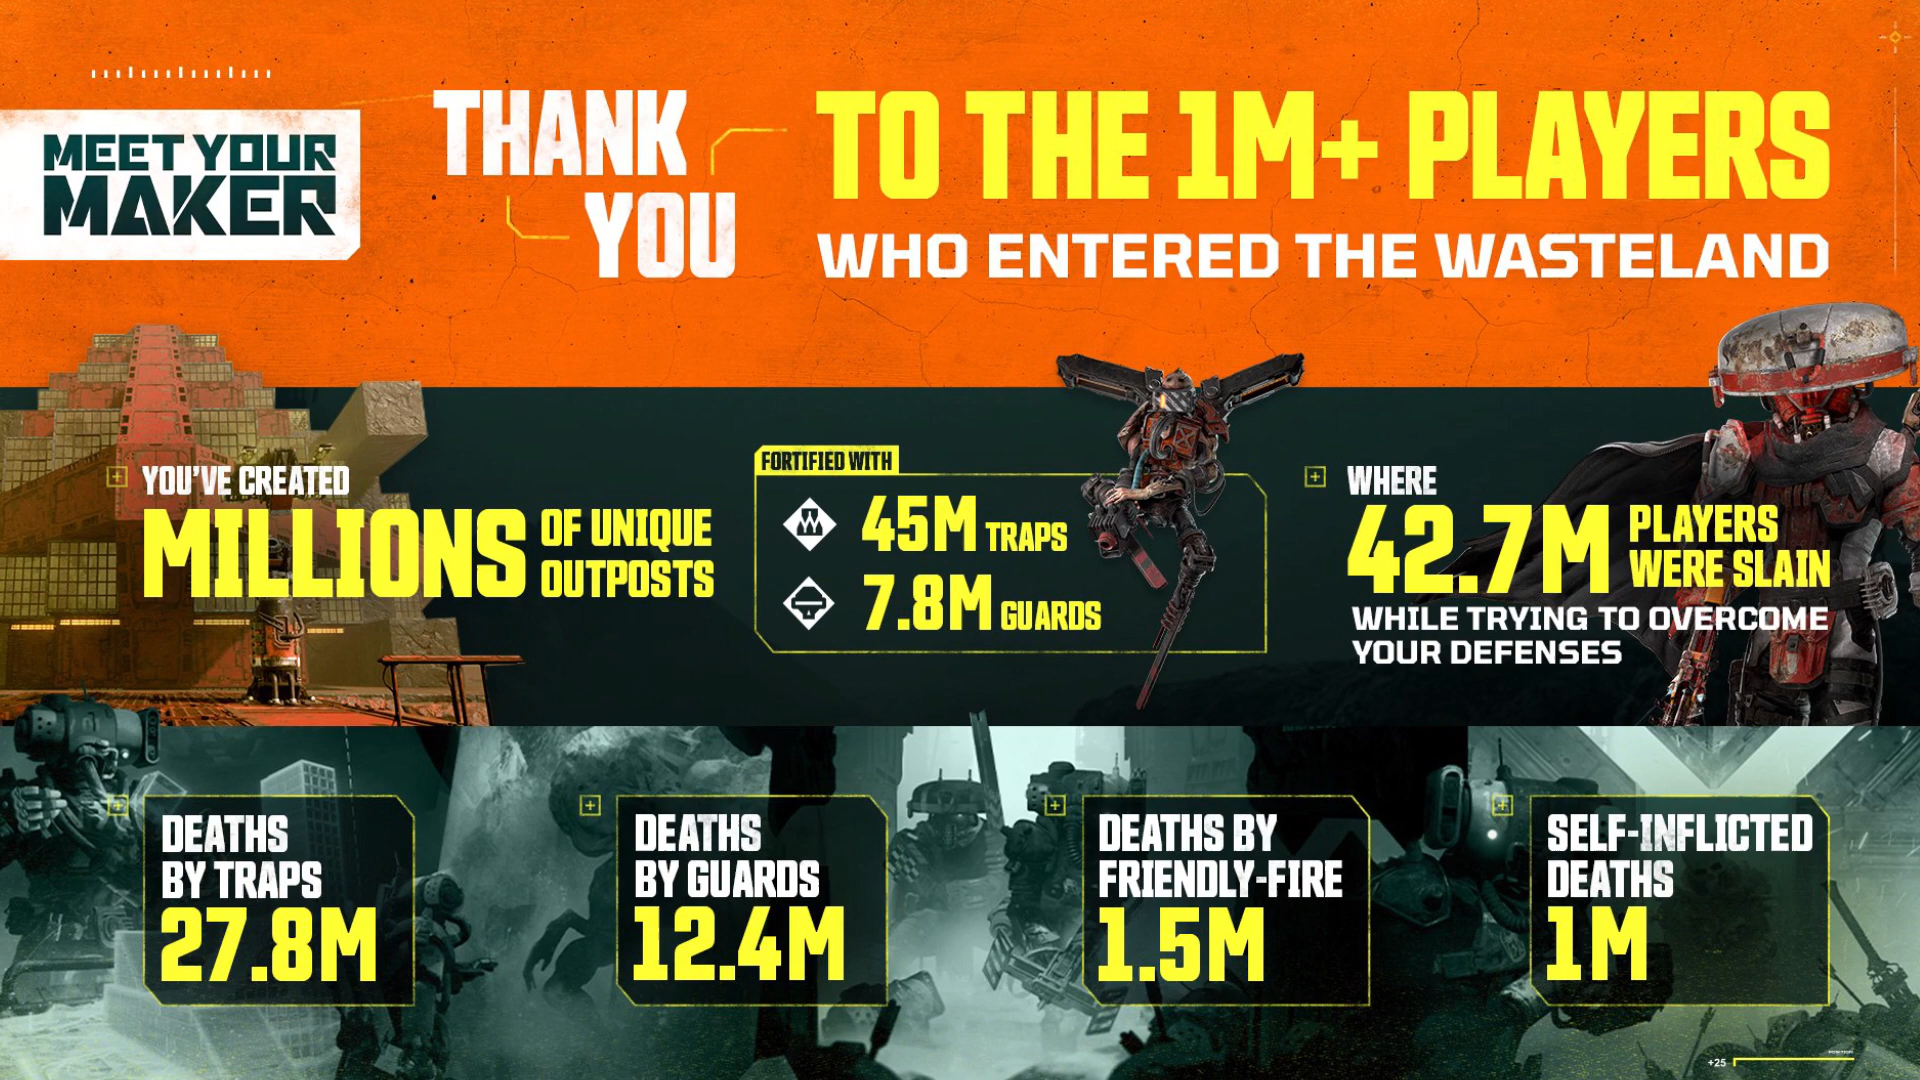 MEET YOUR
MAKER
THANK
YOU
TO THE 1M+ PLAYERS
WHO ENTERED THE WASTELAND
YOU'VE CREATED
MILLIONS
OF UNIQUE
OUTPOSTS
FORTIFIED WITH
45M TRAPS
7.8M GUARDS
WHERE
42.7M
PLAYERS
WERE SLAIN
WHILE TRYING TO OVERCOME
YOUR DEFENSES
DEATHS
BY TRAPS
27.8M
DEATHS
BY GUARDS
12.4M
DEATHS BY
FRIENDLY-FIRE
1.5M
SELF-INFLICTED
DEATHS
1M
+25